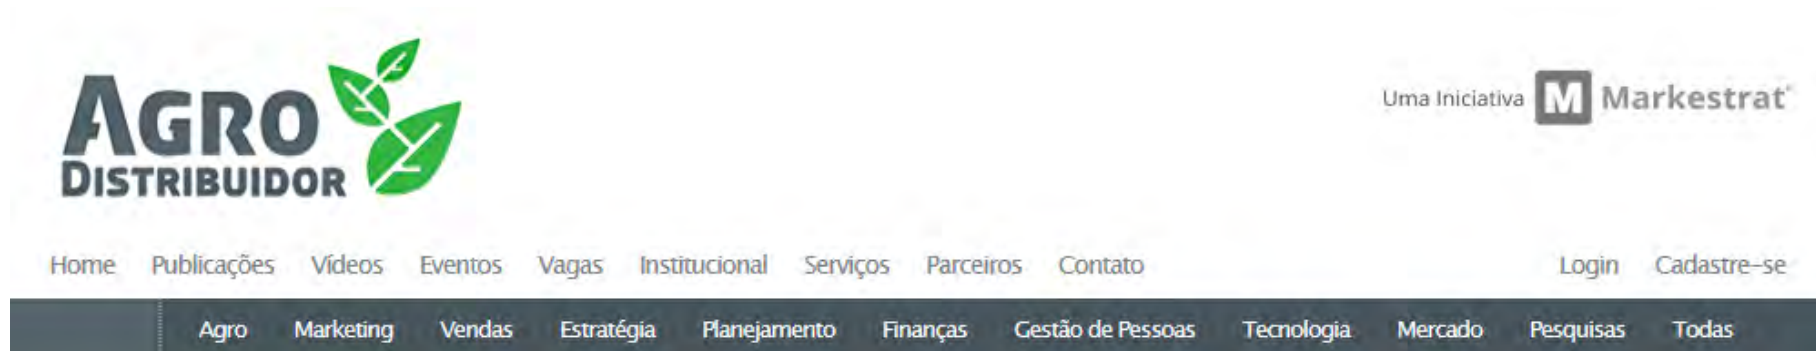 AGRO
DISTRIBUIDOR
Uma Iniciativa M Markestrat
Home Publicações Vídeos Eventos Vagas Institucional Serviços Parceiros Contato Login Cadastre-se
Agro Marketing Vendas Estratégia Planejamento Finanças Gestão de Pessoas Tecnologia Mercado Pesquisas Todas